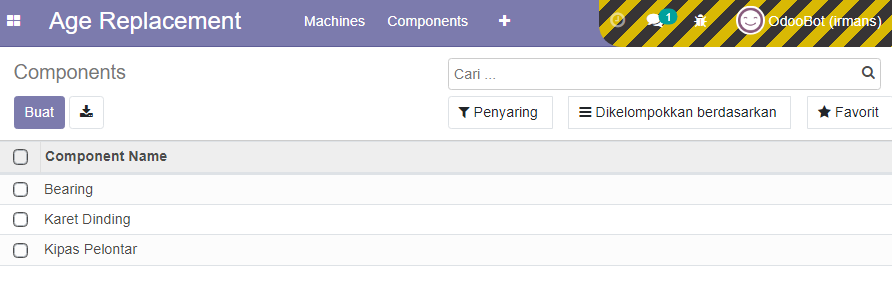 Age Replacement Machines Components 1 OdooBot (irmans)
Components
Cari ...
Buat Penyaring Dikelompokkan berdasarkan Favorit
Component Name
Bearing
Karet Dinding
Kipas Pelontar